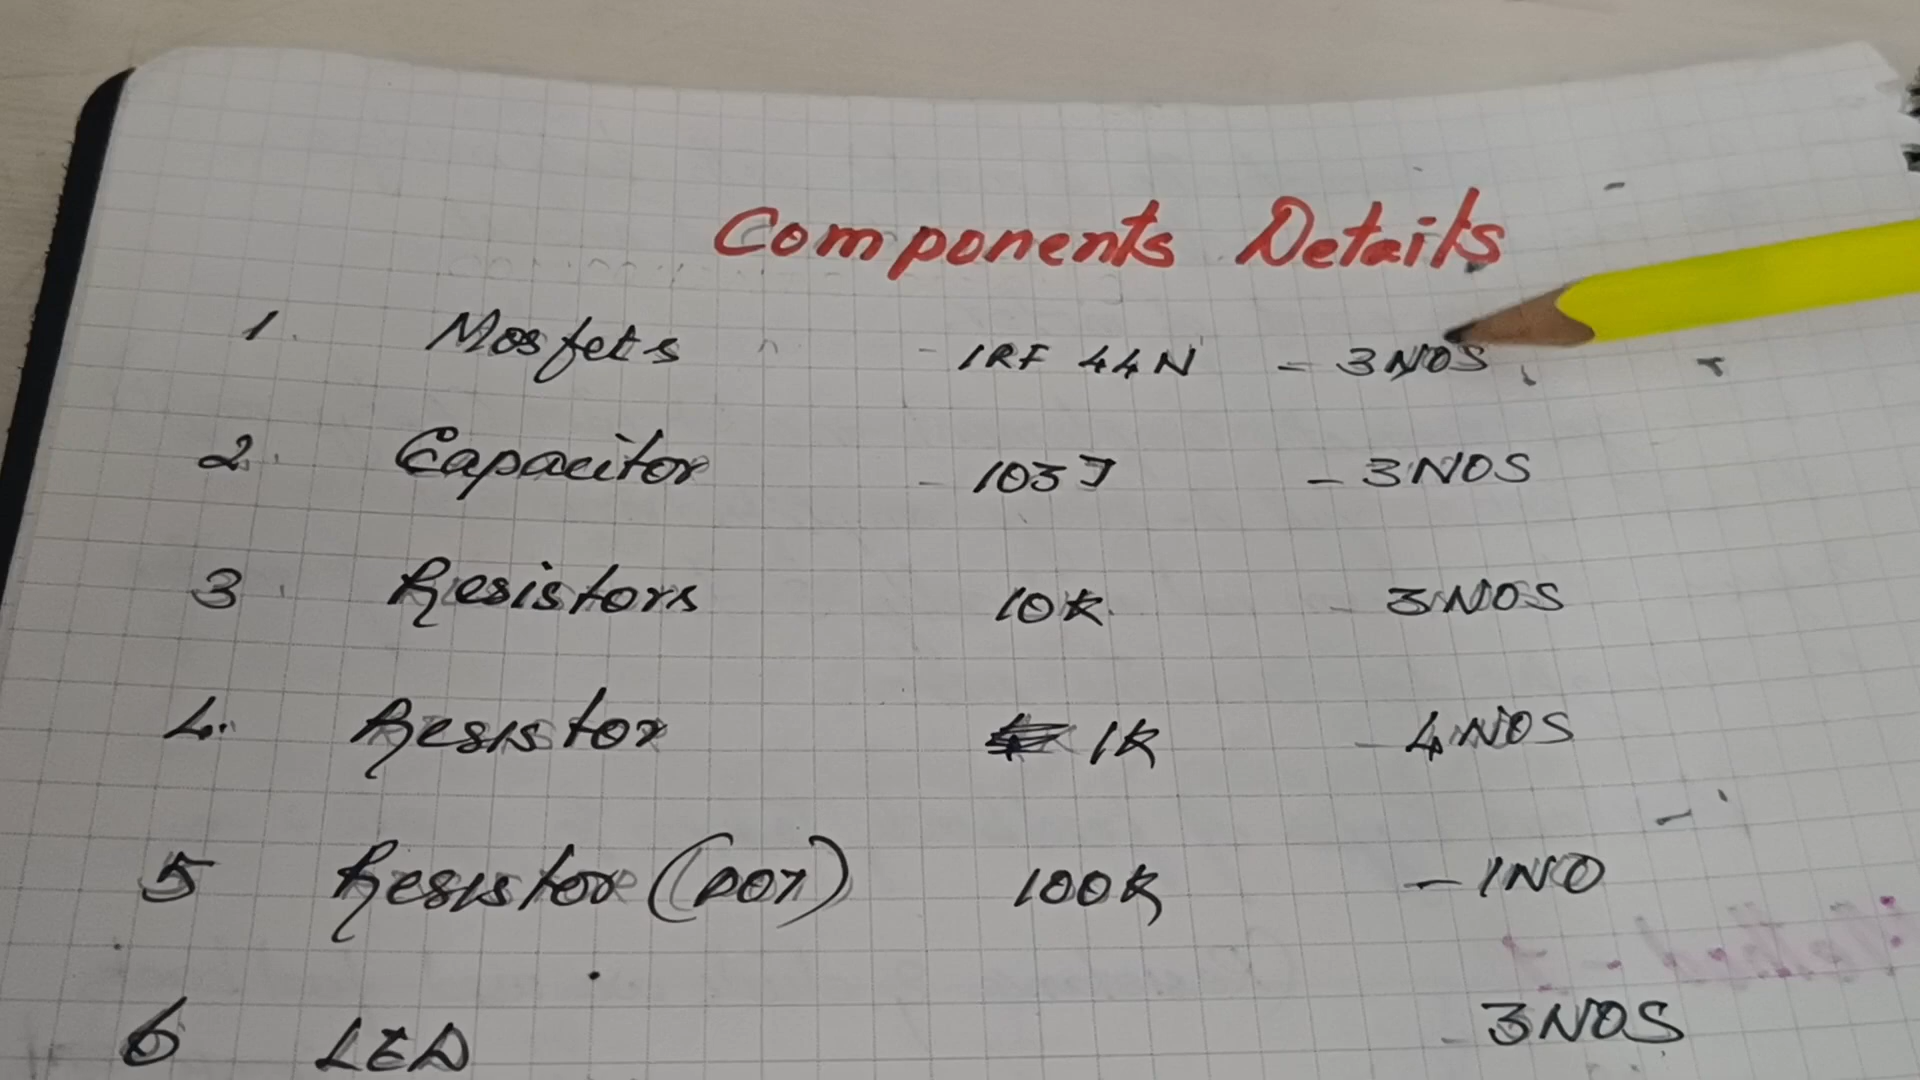 Components Details
1. Mosfets - IRF 44N - 3NOS
2. Capacitor - 103J - 3NOS
3 Resistors 10K - 3NOS
4. Resistor 1K - 4NOS
5 Resistor (POT) 100K - 1NO
6 LED - 3NOS